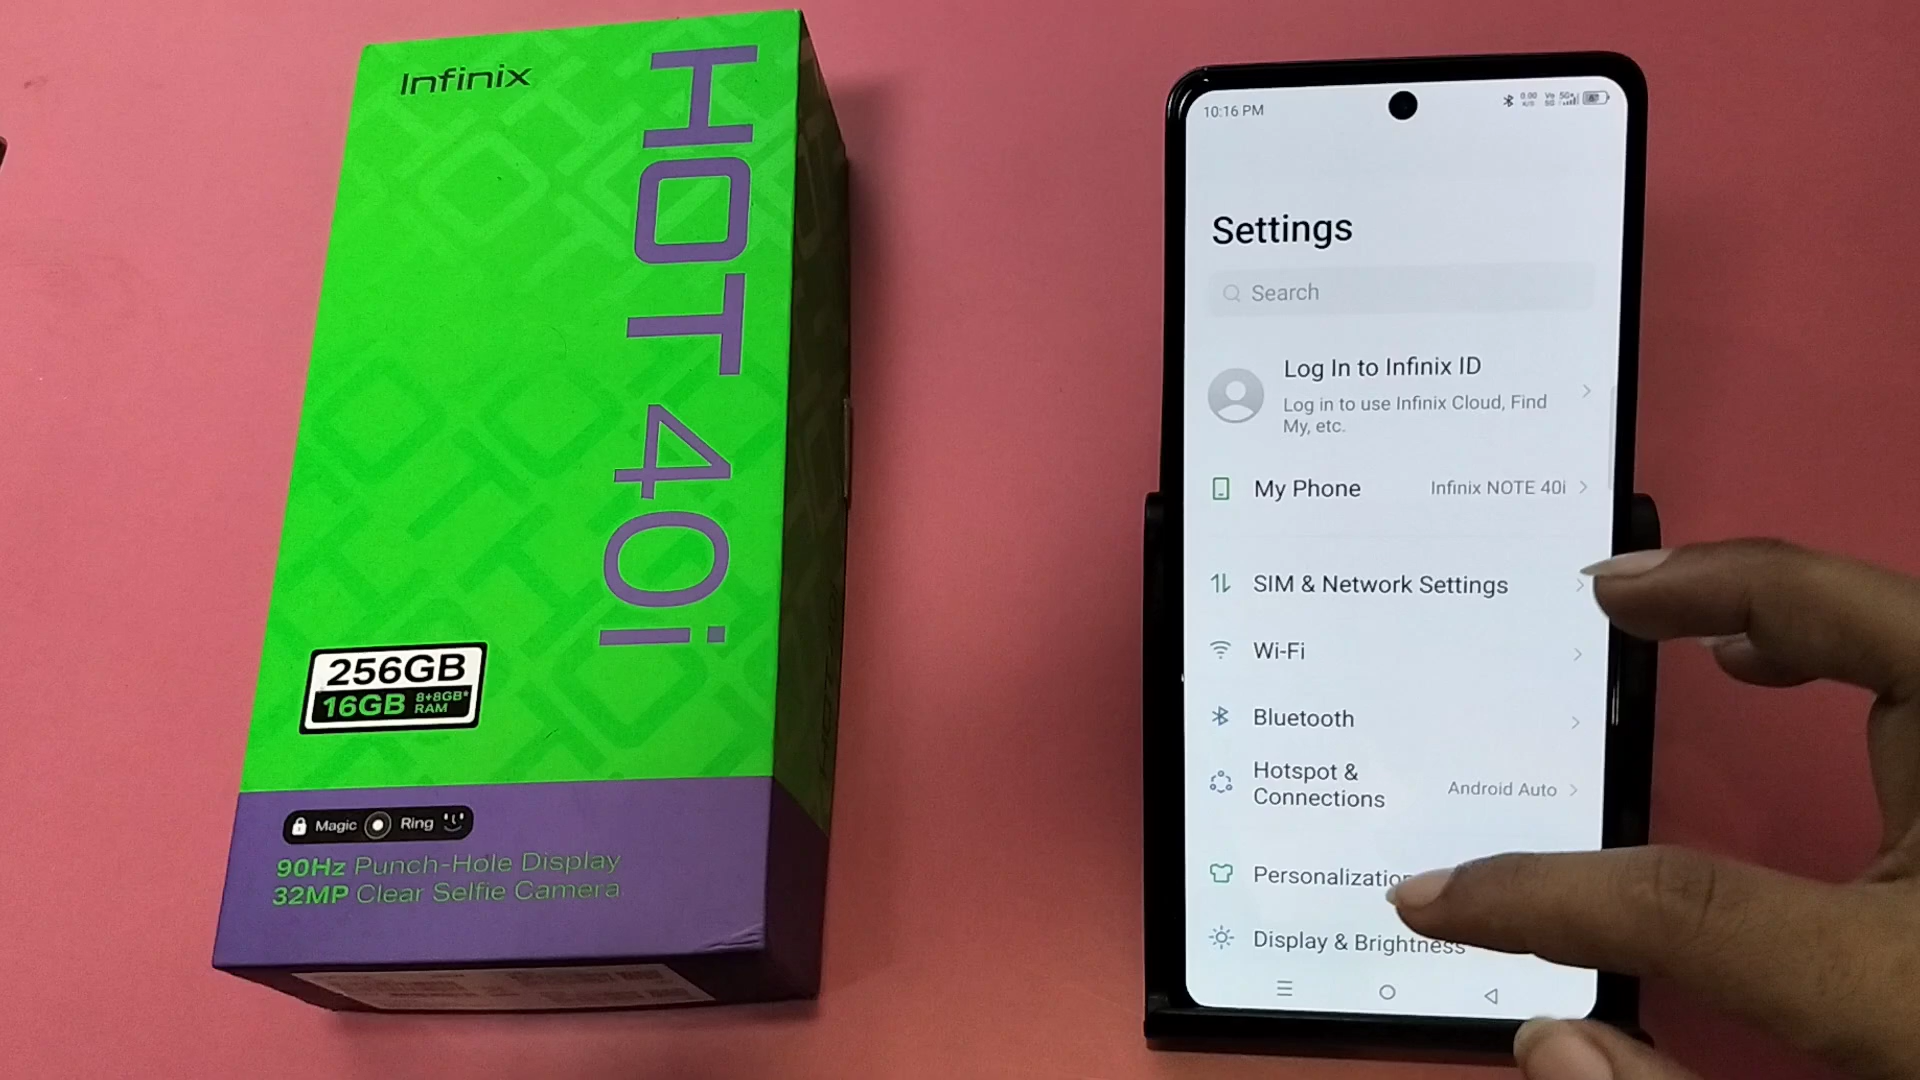 Infinix
HOT 40i
256GB
16GB 8+8GB*
RAM
Magic Ring
90Hz Punch-Hole Display
32MP Clear Selfie Camera
10:16 PM
Settings
Search
Log In to Infinix ID
Log in to use Infinix Cloud, Find
My, etc.
My Phone Infinix NOTE 40i
SIM & Network Settings
Wi-Fi
Bluetooth
Hotspot &
Connections Android Auto
Personalization
Display & Brightness